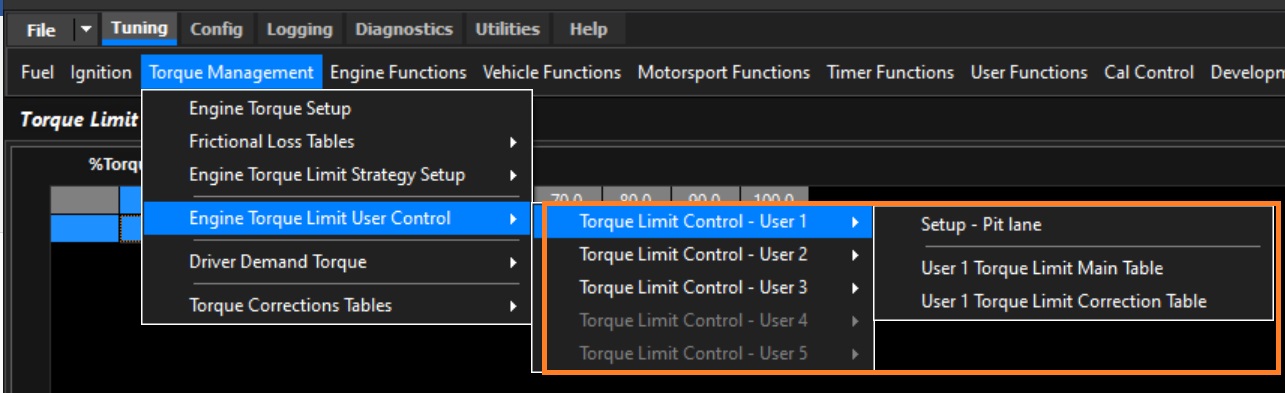 File Tuning Config Logging Diagnostics Utilities Help
Fuel Ignition Torque Management Engine Functions Vehicle Functions Motorsport Functions Timer Functions User Functions Cal Control Developm
Torque Limit
%Torqu
70.0 80.0 90.0 100.0
Engine Torque Setup
Frictional Loss Tables
Engine Torque Limit Strategy Setup
Engine Torque Limit User Control
Driver Demand Torque
Torque Corrections Tables
Torque Limit Control - User 1
Torque Limit Control - User 2
Torque Limit Control - User 3
Torque Limit Control - User 4
Torque Limit Control - User 5
Setup - Pit lane
User 1 Torque Limit Main Table
User 1 Torque Limit Correction Table